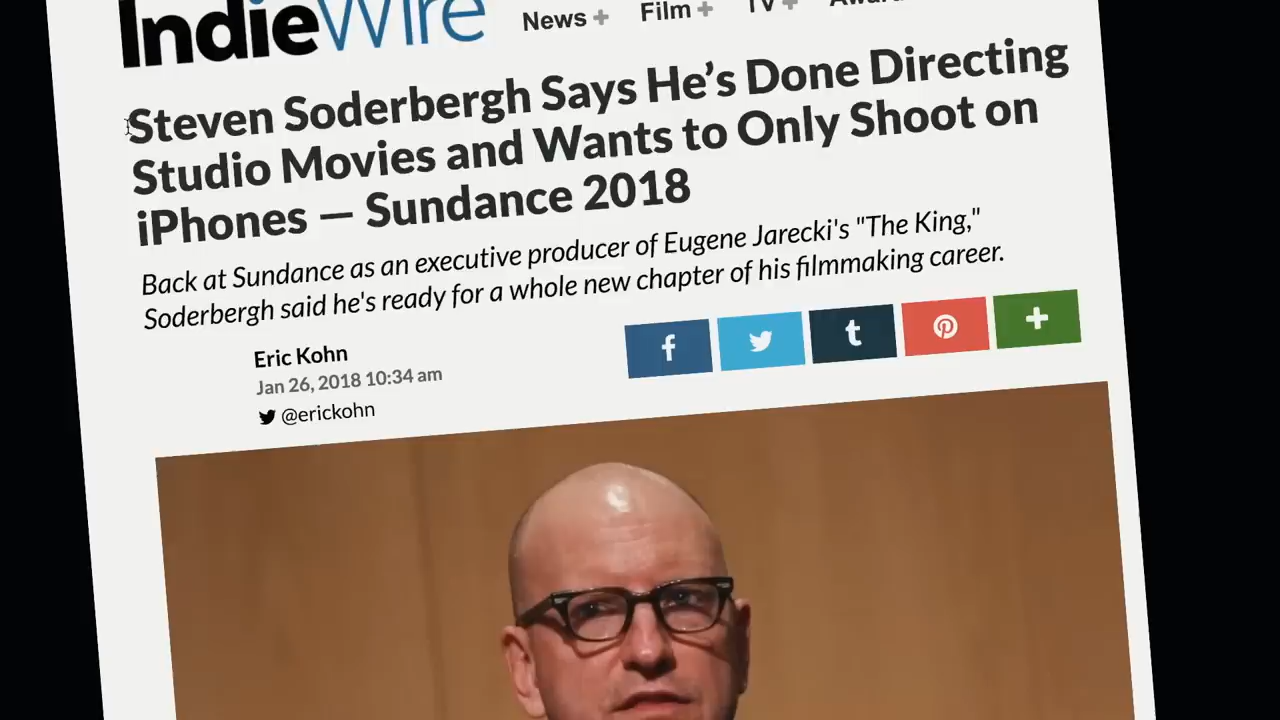 IndieWire
News + Film + TV + Awar
Steven Soderbergh Says He’s Done Directing
Studio Movies and Wants to Only Shoot on
iPhones — Sundance 2018
Back at Sundance as an executive producer of Eugene Jarecki's "The King,"
Soderbergh said he's ready for a whole new chapter of his filmmaking career.
Eric Kohn
Jan 26, 2018 10:34 am
@erickohn
f t +